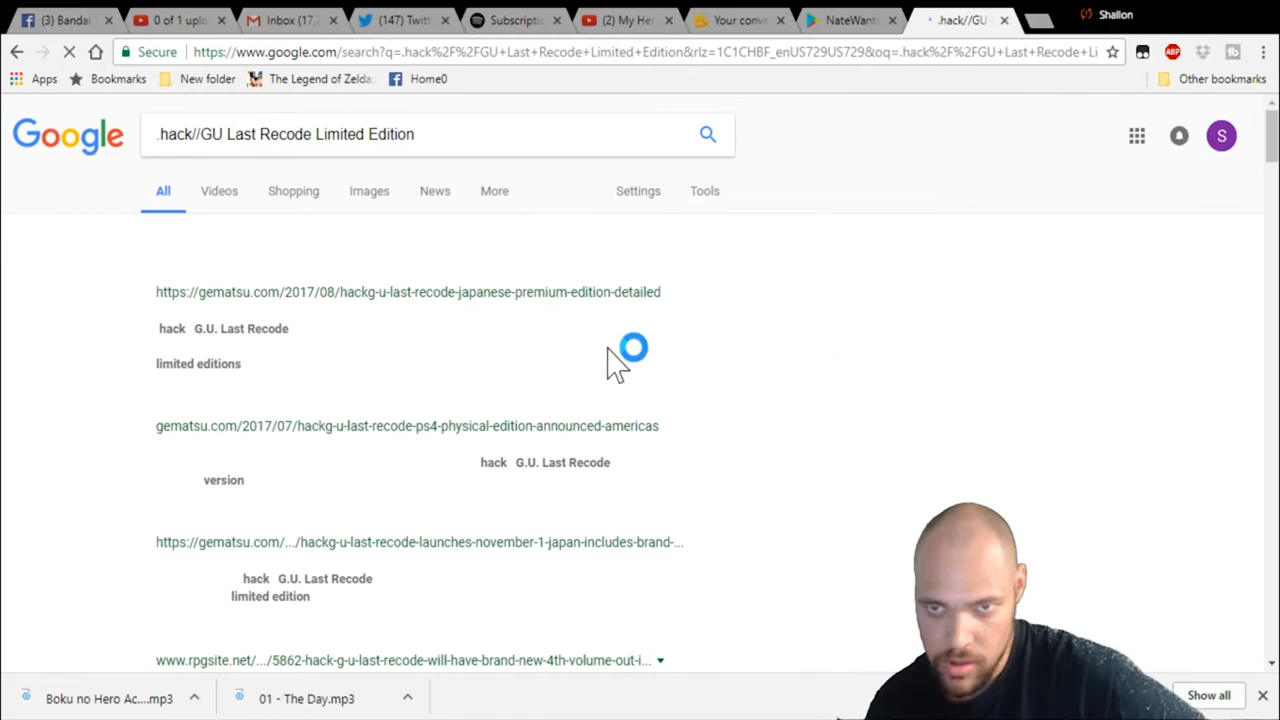 (3) Bandai
0 of 1 uplo
Inbox (17,2
(147) Twitt
Subscriptic
(2) My Her
Your conve
NateWants
.hack//GU
Shallon
Secure https://www.google.com/search?q=.hack%2F%2FGU+Last+Recode+Limited+Edition&rlz=1C1CHBF_enUS729US729&oq=.hack%2F%2FGU+Last+Recode+Li
Apps Bookmarks New folder The Legend of Zelda: Home0 Other bookmarks
Google .hack//GU Last Recode Limited Edition S
All Videos Shopping Images News More Settings Tools
https://gematsu.com/2017/08/hackg-u-last-recode-japanese-premium-edition-detailed
hack G.U. Last Recode
limited editions
gematsu.com/2017/07/hackg-u-last-recode-ps4-physical-edition-announced-americas
hack G.U. Last Recode
version
https://gematsu.com/.../hackg-u-last-recode-launches-november-1-japan-includes-brand-...
hack G.U. Last Recode
limited edition
www.rpgsite.net/.../5862-hack-g-u-last-recode-will-have-brand-new-4th-volume-out-i...
Boku no Hero Ac....mp3 01 - The Day.mp3 Show all